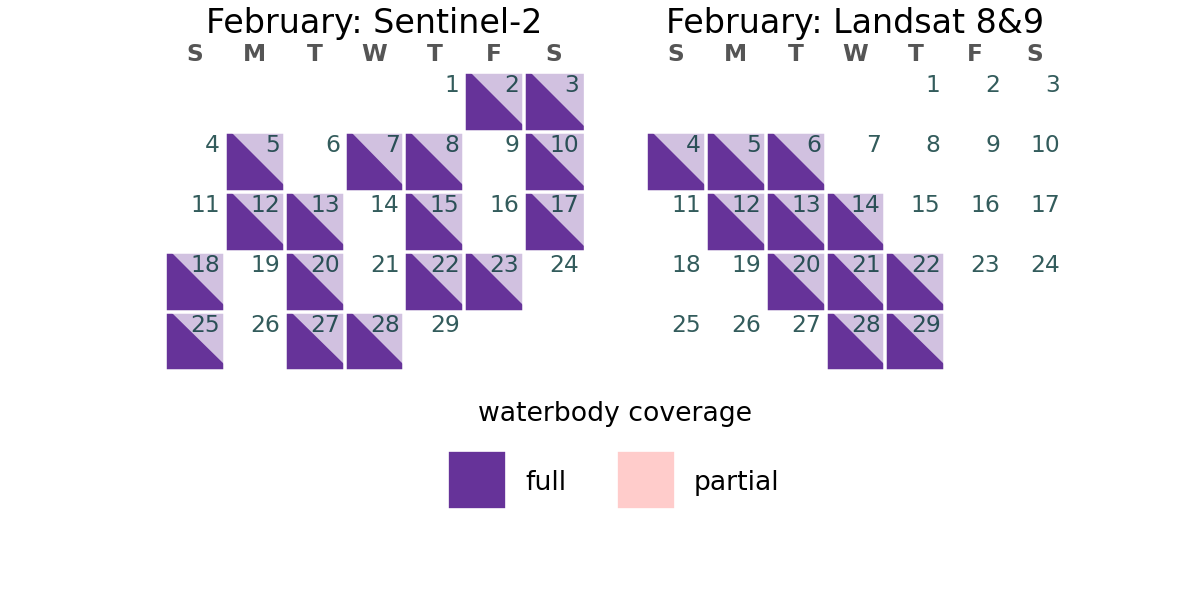 February: Sentinel-2
S M T W T F S
1 2 3
4 5 6 7 8 9 10
11 12 13 14 15 16 17
18 19 20 21 22 23 24
25 26 27 28 29
February: Landsat 8&9
S M T W T F S
1 2 3
4 5 6 7 8 9 10
11 12 13 14 15 16 17
18 19 20 21 22 23 24
25 26 27 28 29
waterbody coverage
full partial